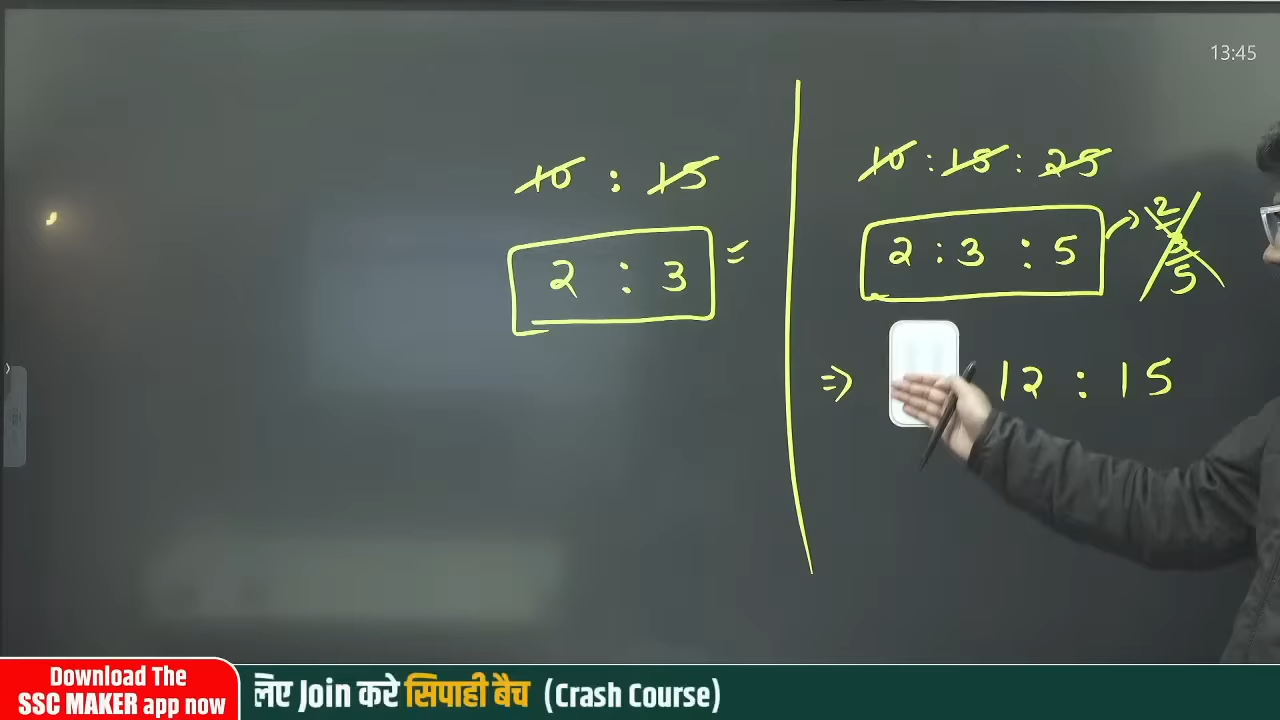 13:45
10 : 15
2 : 3 =
10 : 15 : 25
2 : 3 : 5
2
3
5
=> 12 : 15
Download The
SSC MAKER app now
लिए Join करे सिपाही बैच (Crash Course)